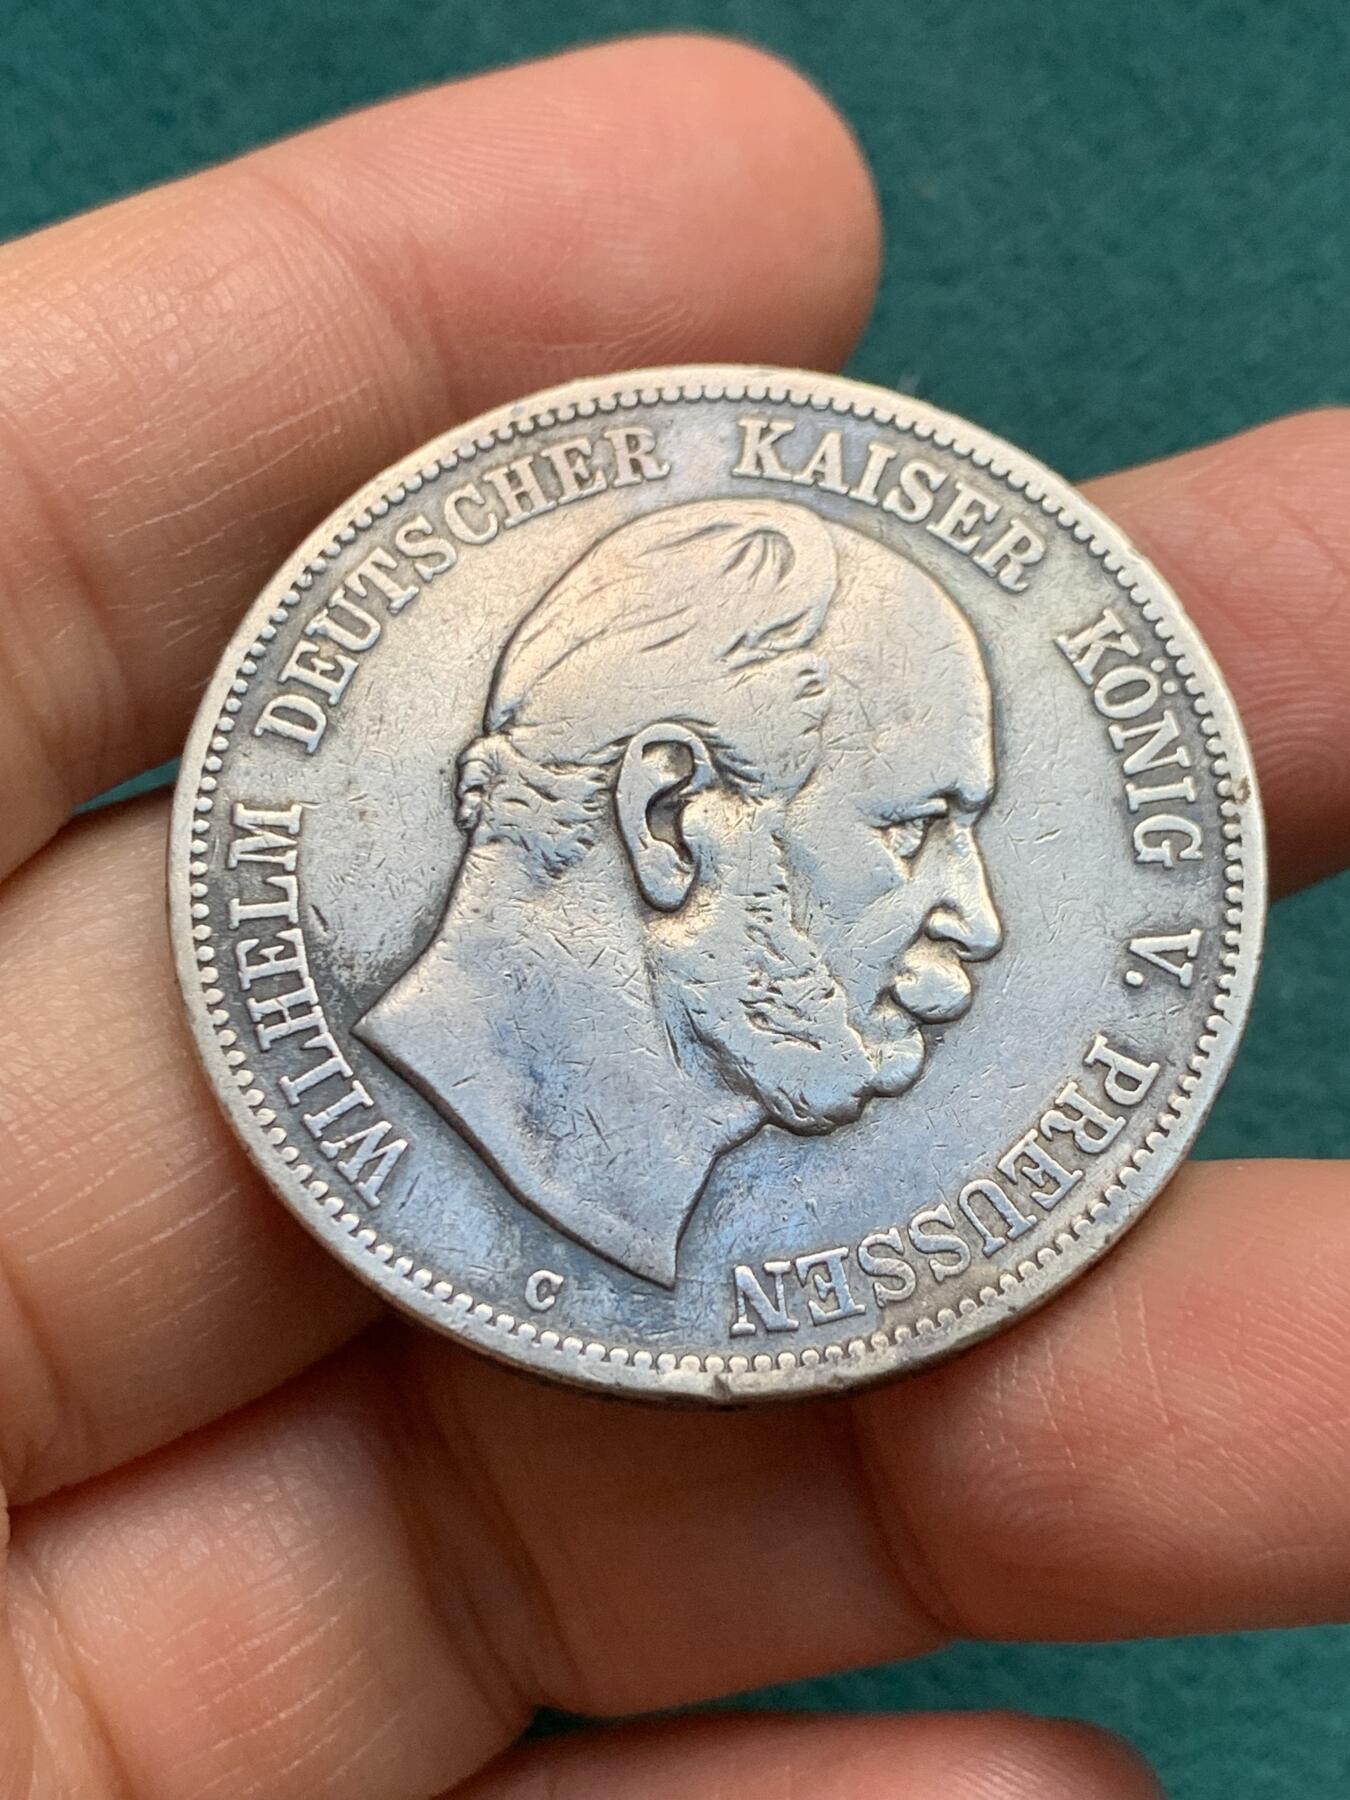 WILHELM DEUTSCHER KAISER KÖNIG V. PREUSSEN
C